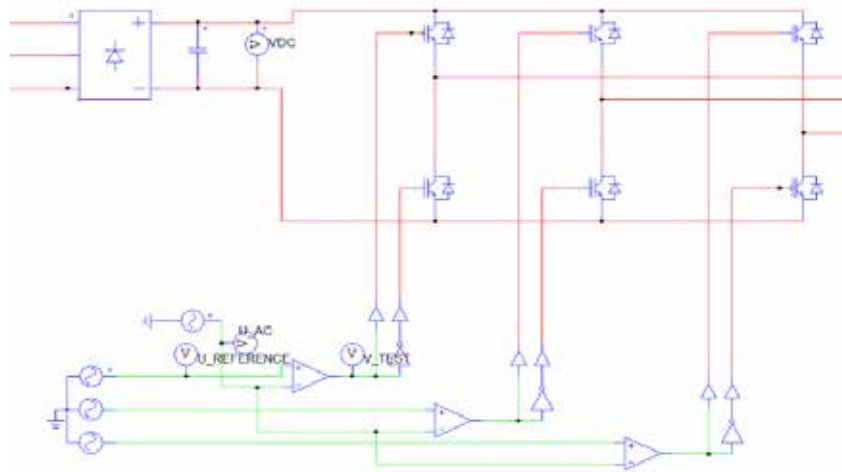 VDC
U_AC
V
U_REFERENCE
V
V_TEST